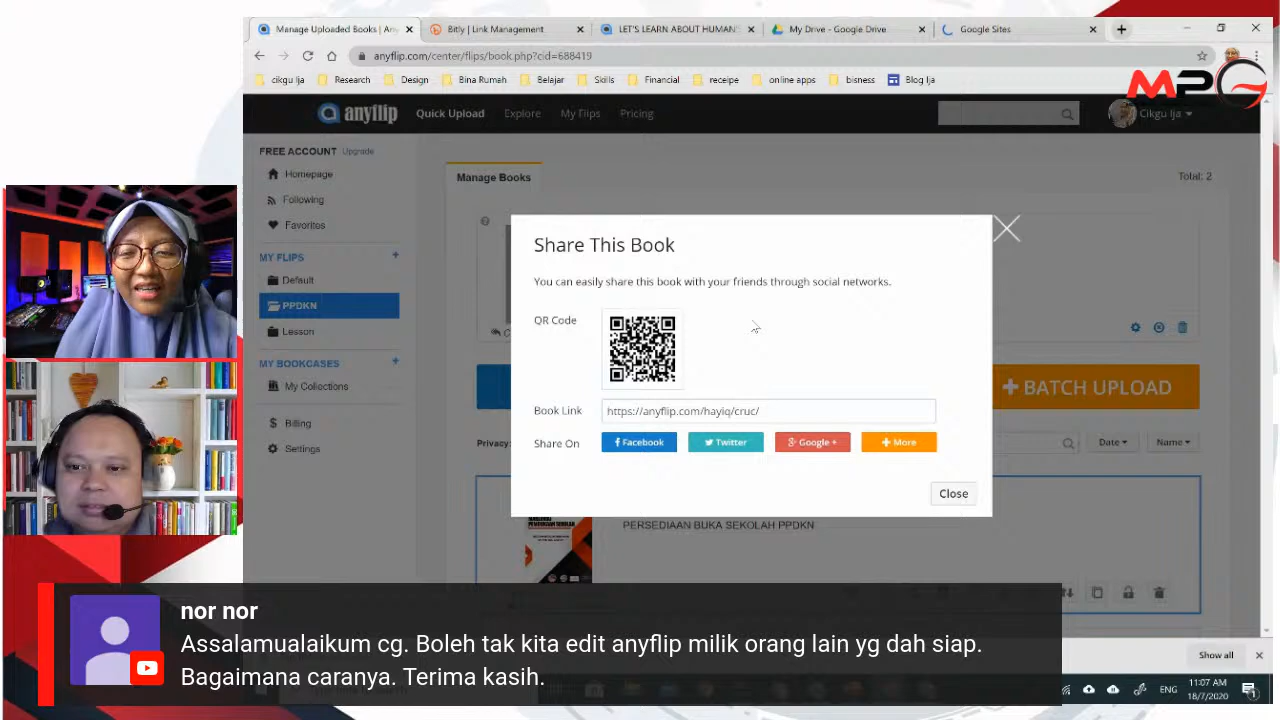 Manage Uploaded Books | Any
Bitly | Link Management
LET'S LEARN ABOUT HUMAN
My Drive - Google Drive
Google Sites
anyflip.com/center/flips/book.php?cid=688419
cikgu ija
Research
Design
Bina Rumah
Belajar
Skills
Financial
receipe
online apps
bisness
Blog Ija
MPG
anyflip
Quick Upload
Explore
My Flips
Pricing
Cikgu Ija
FREE ACCOUNT Upgrade
Homepage
Following
Favorites
MY FLIPS
Default
PPDKN
Lesson
MY BOOKCASES
My Collections
Billing
Settings
Manage Books
Total: 2
Share This Book
You can easily share this book with your friends through social networks.
QR Code
Book Link
https://anyflip.com/hayiq/cruc/
Share On
Facebook
Twitter
Google +
More
Close
BATCH UPLOAD
Privacy:
Date
Name
PERSEDIAAN BUKA SEKOLAH PPDKN
nor nor
Assalamualaikum cg. Boleh tak kita edit anyflip milik orang lain yg dah siap.
Bagaimana caranya. Terima kasih.
Show all
ENG
11:07 AM
18/7/2020